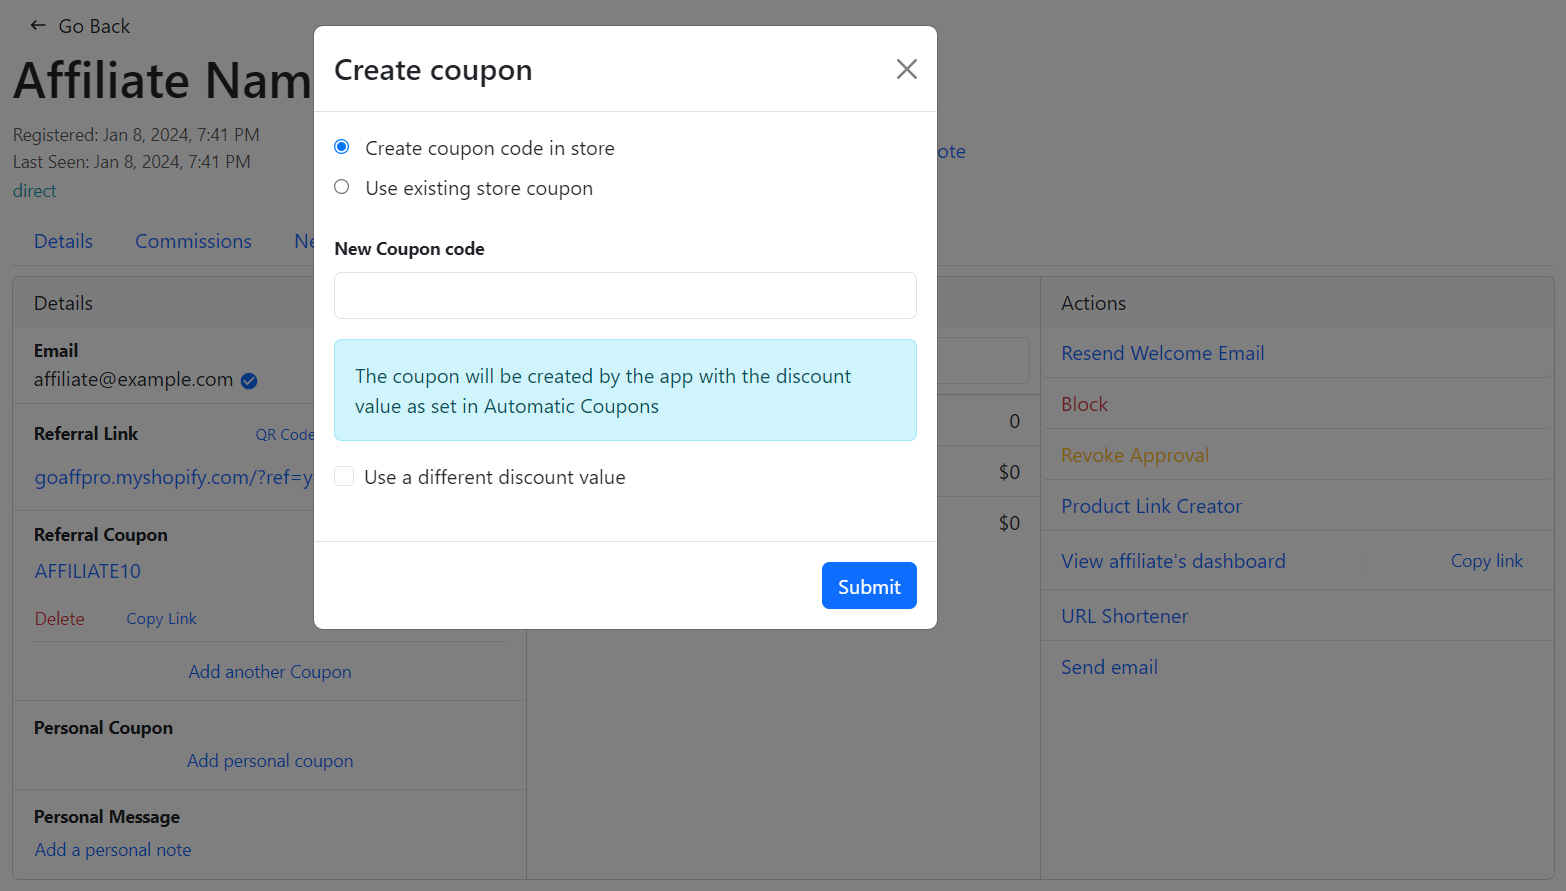 Go Back
Affiliate Nam
Registered: Jan 8, 2024, 7:41 PM
Last Seen: Jan 8, 2024, 7:41 PM
direct
Details
Commissions
Ne
ote
Create coupon
Create coupon code in store
Use existing store coupon
New Coupon code
The coupon will be created by the app with the discount
value as set in Automatic Coupons
Use a different discount value
Submit
Details
Email
affiliate@example.com
Referral Link
QR Code
goaffpro.myshopify.com/?ref=y
Referral Coupon
AFFILIATE10
Delete
Copy Link
Add another Coupon
Personal Coupon
Add personal coupon
Personal Message
Add a personal note
0
$0
$0
Actions
Resend Welcome Email
Block
Revoke Approval
Product Link Creator
View affiliate's dashboard
Copy link
URL Shortener
Send email